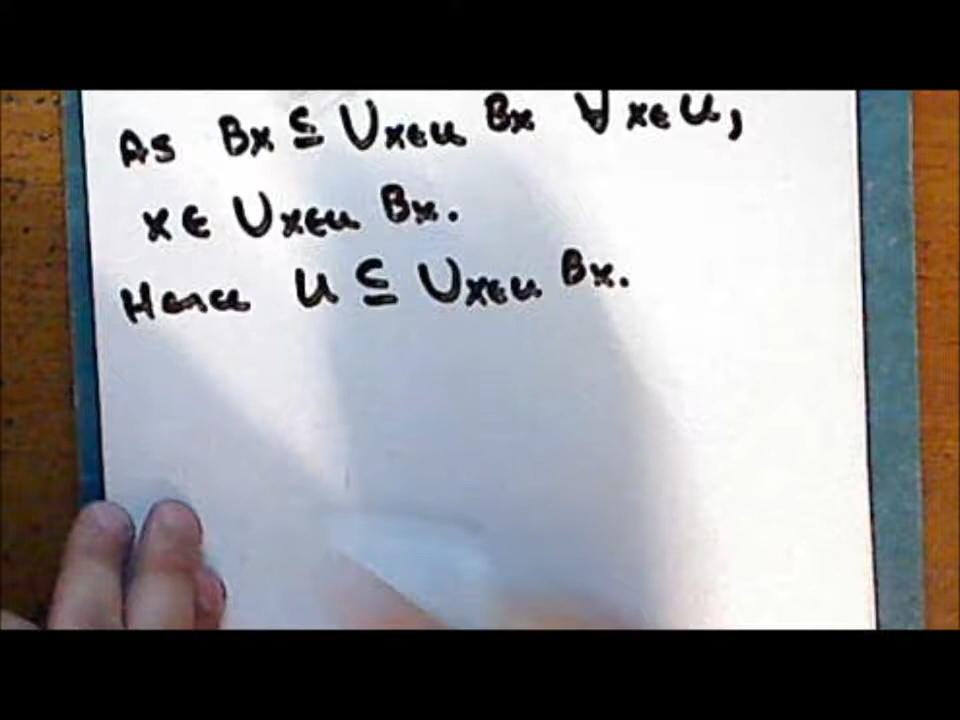 As Bx ⊆ ∪x∈u Bx ∀ x∈ U,
x ∈ ∪x∈u Bx.
Hence U ⊆ ∪x∈u Bx.